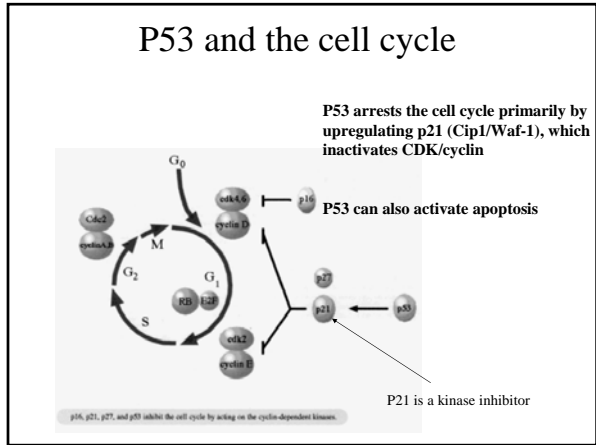 P53 and the cell cycle
P53 arrests the cell cycle primarily by
upregulating p21 (Cip1/Waf-1), which
inactivates CDK/cyclin
P53 can also activate apoptosis
G0
cdk4,6
cyclin D
p16
Cdc2
cyclinA,B
M
G2
G1
RB
E2F
S
p27
p21
p53
cdk2
cyclin E
P21 is a kinase inhibitor
p16, p21, p27, and p53 inhibit the cell cycle by acting on the cyclin-dependent kinases.